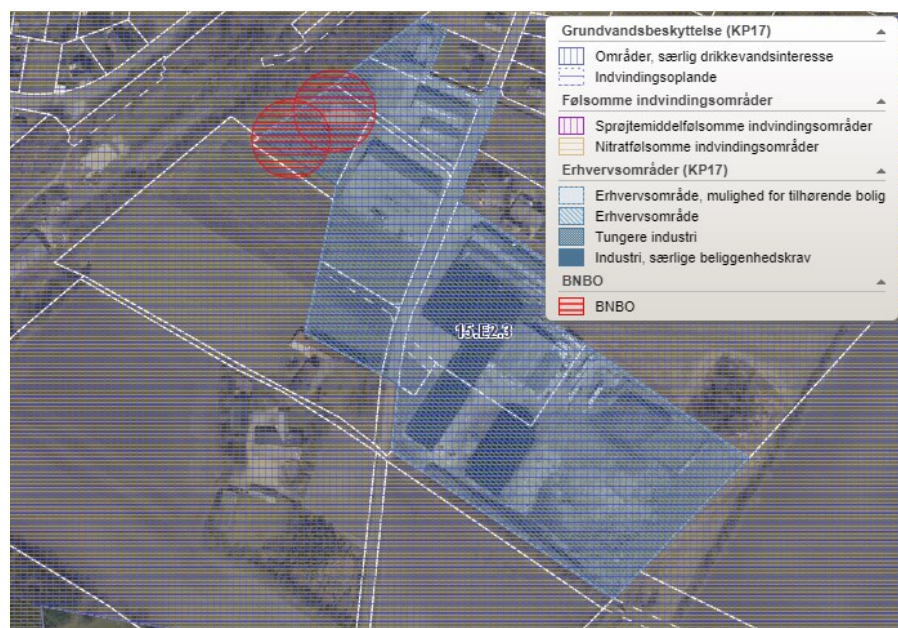 Grundvandsbeskyttelse (KP17)
Områder, særlig drikkevandsinteresse
Indvindingsoplande
Følsomme indvindingsområder
Sprøjtemiddelfølsomme indvindingsområder
Nitratfølsomme indvindingsområder
Erhvervsområder (KP17)
Erhvervsområde, mulighed for tilhørende bolig
Erhvervsområde
Tungere industri
Industri, særlige beliggenhedskrav
BNBO
BNBO
15.E2.3